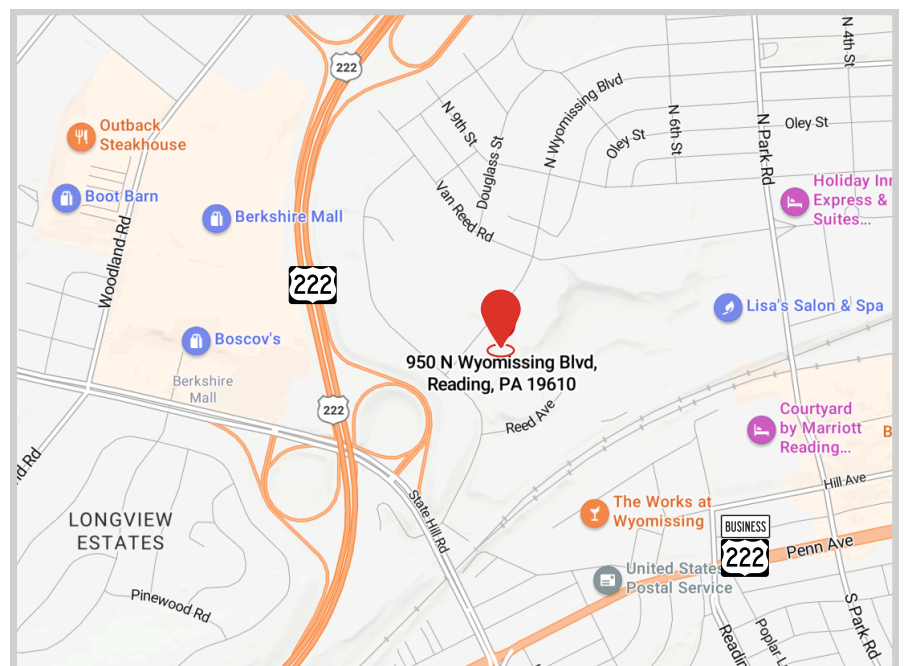 N 4th St
222
Outback
Steakhouse
N Wyomissing Blvd
N 9th St
N 6th St
Oley St
Oley St
N Park Rd
Douglass St
Holiday Inn
Express &
Suites...
Boot Barn
Van Reed Rd
Berkshire Mall
Woodland Rd
222
Lisa's Salon & Spa
Boscov's
950 N Wyomissing Blvd,
Reading, PA 19610
Berkshire
Mall
222
Reed Ave
Courtyard
by Marriott
Reading...
B
d.Rd
Hill Ave
The Works at
Wyomissing
State Hill Rd
LONGVIEW
ESTATES
BUSINESS
222
Penn Ave
United States
Postal Service
Pinewood Rd
S Park Rd
Readin
Poplar L